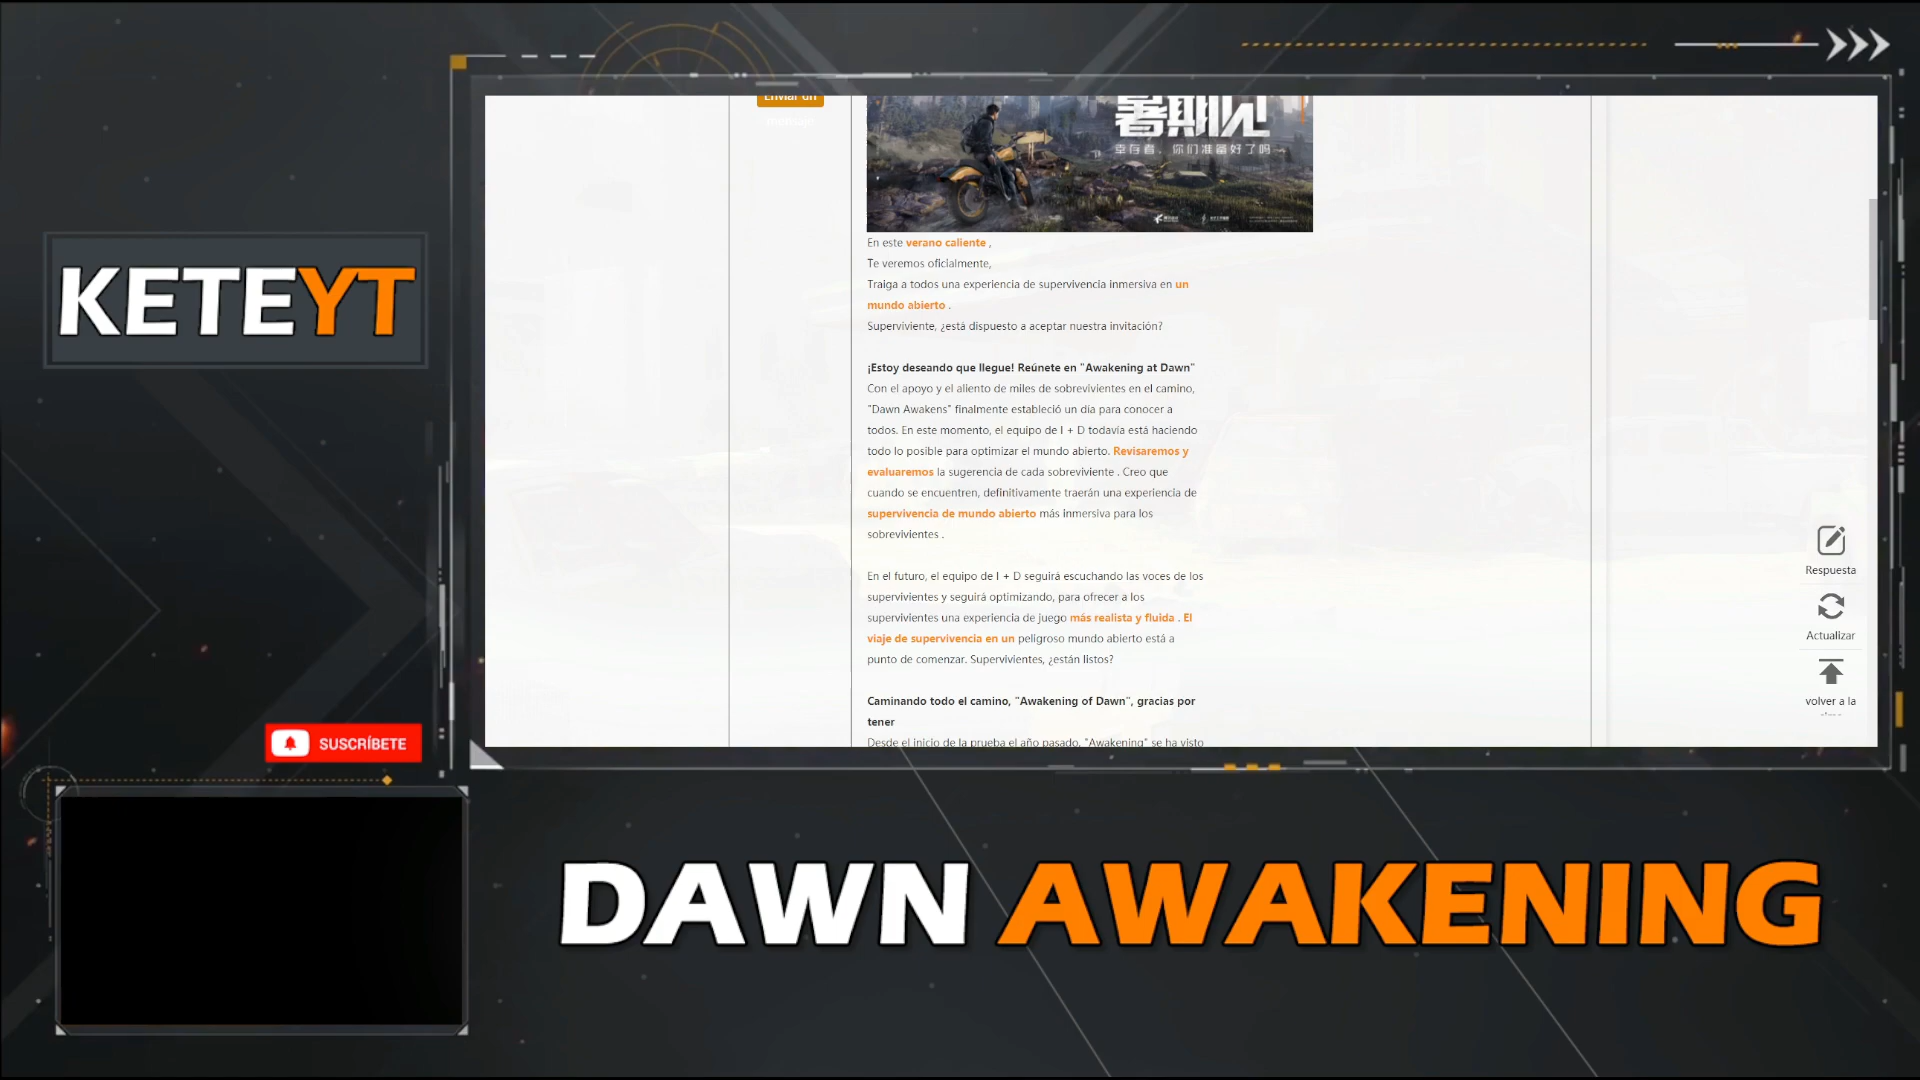 KETEYT
SUSCRÍBETE
Enviar un
mensaje
暑期见
幸存者，你们准备好了吗
En este verano caliente ,
Te veremos oficialmente,
Traiga a todos una experiencia de supervivencia inmersiva en un
mundo abierto .
Superviviente, ¿está dispuesto a aceptar nuestra invitación?
¡Estoy deseando que llegue! Reúnete en "Awakening at Dawn"
Con el apoyo y el aliento de miles de sobrevivientes en el camino,
"Dawn Awakens" finalmente estableció un día para conocer a
todos. En este momento, el equipo de I + D todavía está haciendo
todo lo posible para optimizar el mundo abierto. Revisaremos y
evaluaremos la sugerencia de cada sobreviviente . Creo que
cuando se encuentren, definitivamente traerán una experiencia de
supervivencia de mundo abierto más inmersiva para los
sobrevivientes .
En el futuro, el equipo de I + D seguirá escuchando las voces de los
supervivientes y seguirá optimizando, para ofrecer a los
supervivientes una experiencia de juego más realista y fluida . El
viaje de supervivencia en un peligroso mundo abierto está a
punto de comenzar. Supervivientes, ¿están listos?
Caminando todo el camino, "Awakening of Dawn", gracias por
tener
Desde el inicio de la prueba el año pasado, "Awakening" se ha visto
Respuesta
Actualizar
volver a la
DAWN AWAKENING